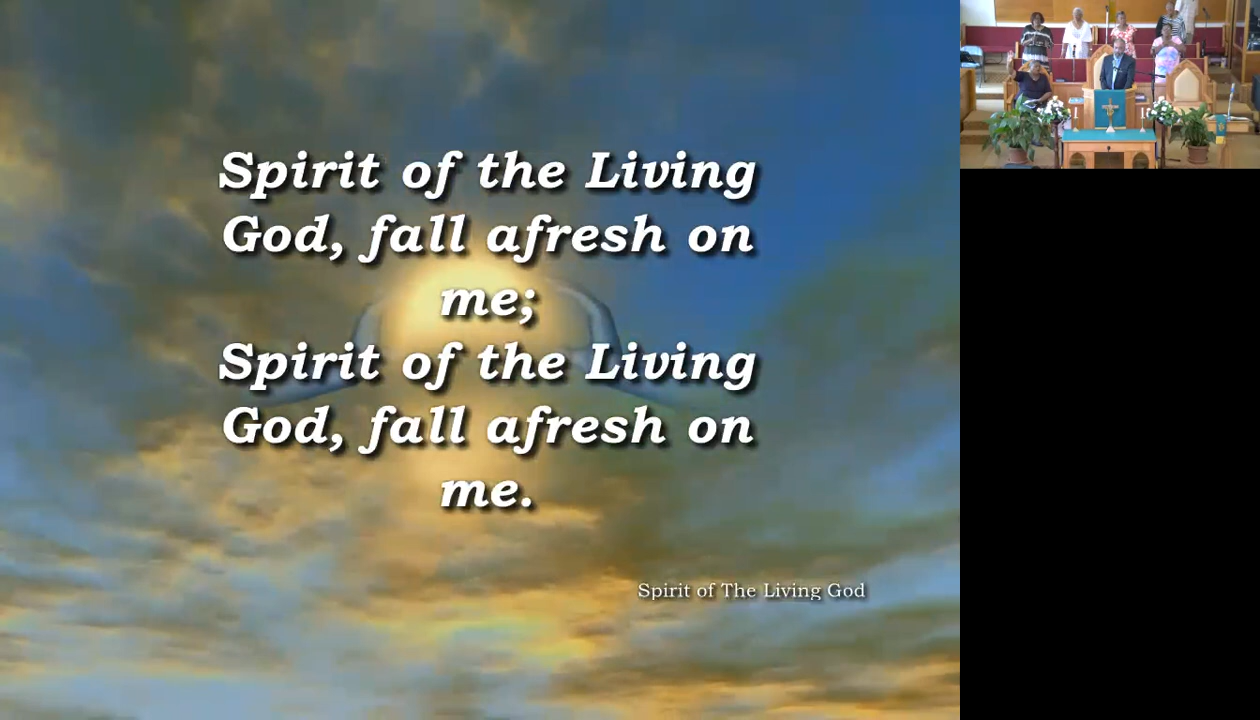 Spirit of the Living
God, fall afresh on
me;
Spirit of the Living
God, fall afresh on
me.
Spirit of The Living God